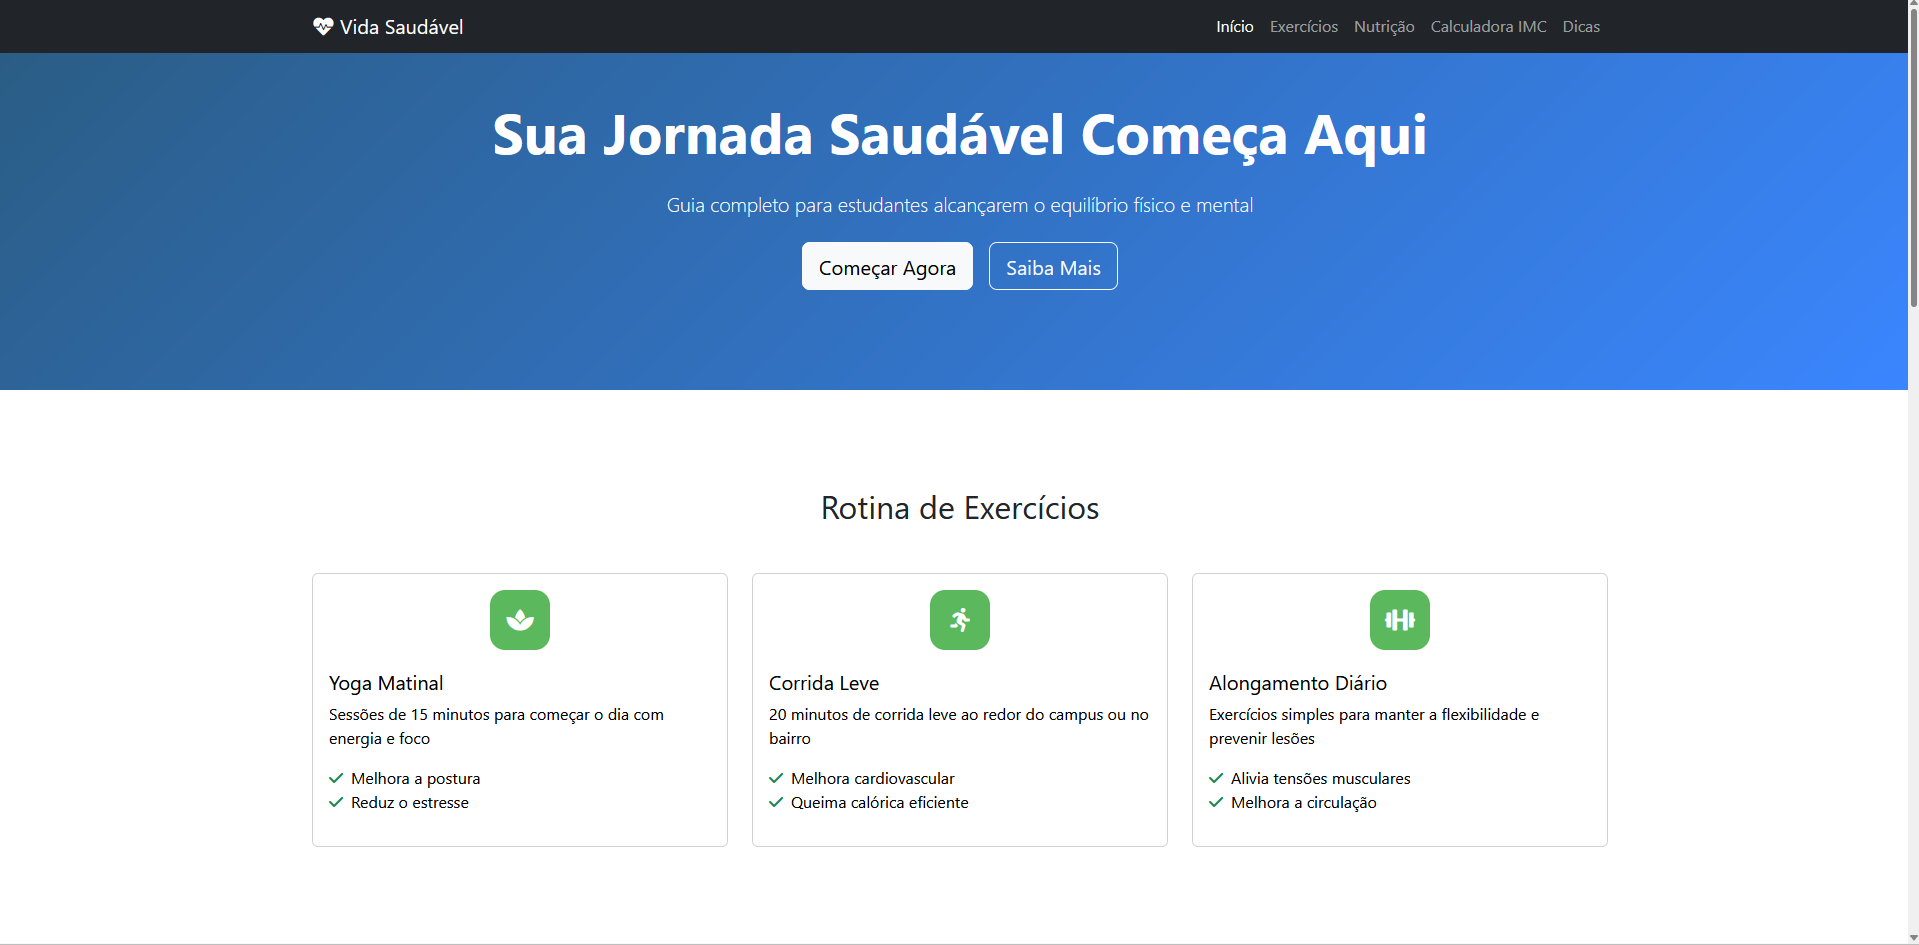 Vida Saudável
Início Exercícios Nutrição Calculadora IMC Dicas
Sua Jornada Saudável Começa Aqui
Guia completo para estudantes alcançarem o equilíbrio físico e mental
Começar Agora
Saiba Mais
Rotina de Exercícios
Yoga Matinal
Sessões de 15 minutos para começar o dia com
energia e foco
Melhora a postura
Reduz o estresse
Corrida Leve
20 minutos de corrida leve ao redor do campus ou no
bairro
Melhora cardiovascular
Queima calórica eficiente
Alongamento Diário
Exercícios simples para manter a flexibilidade e
prevenir lesões
Alivia tensões musculares
Melhora a circulação